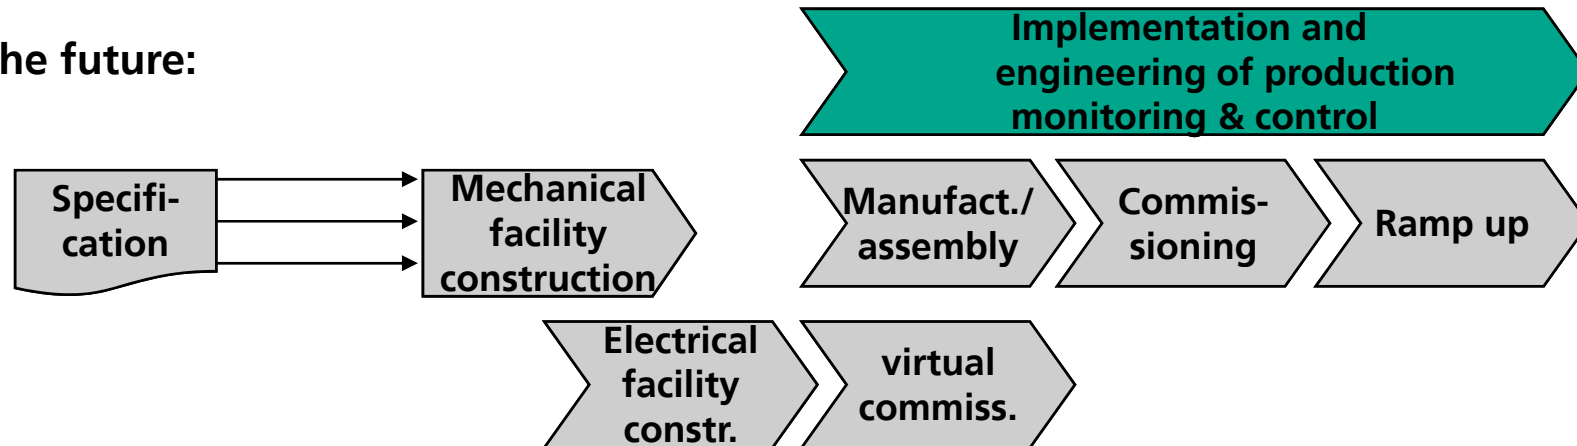 he future:
Implementation and
engineering of production
monitoring & control
Specifi-
cation
Mechanical
facility
construction
Manufact./
assembly
Commis-
sioning
Ramp up
Electrical
facility
constr.
virtual
commiss.